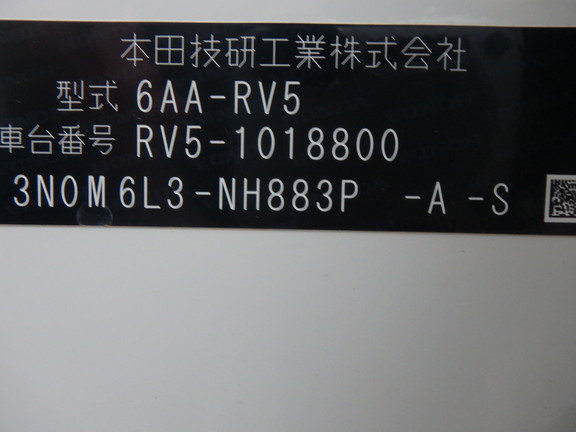 本田技研工業株式会社
型式 6AA-RV5
車台番号 RV5-1018800
3N0M6L3-NH883P -A -S